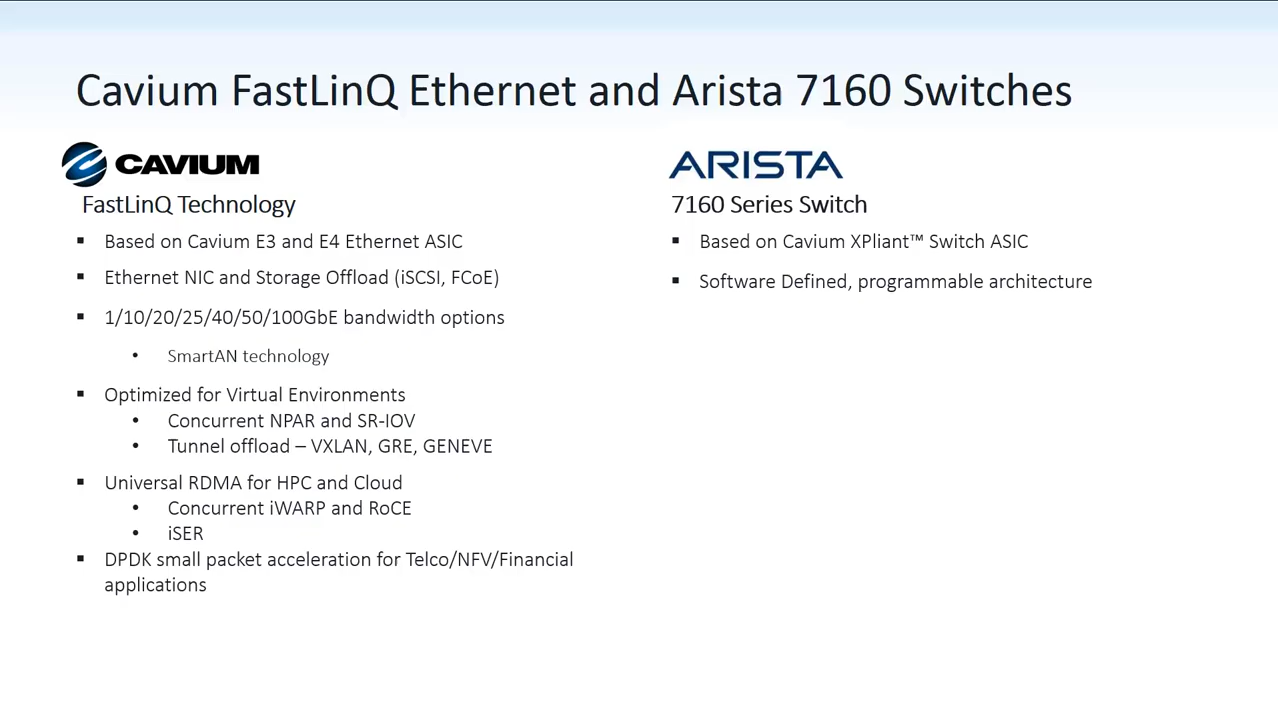 Cavium FastLinQ Ethernet and Arista 7160 Switches
CAVIUM
FastLinQ Technology
▪ Based on Cavium E3 and E4 Ethernet ASIC
▪ Ethernet NIC and Storage Offload (iSCSI, FCoE)
▪ 1/10/20/25/40/50/100GbE bandwidth options
• SmartAN technology
▪ Optimized for Virtual Environments
• Concurrent NPAR and SR-IOV
• Tunnel offload – VXLAN, GRE, GENEVE
▪ Universal RDMA for HPC and Cloud
• Concurrent iWARP and RoCE
• iSER
▪ DPDK small packet acceleration for Telco/NFV/Financial
applications
ARISTA
7160 Series Switch
▪ Based on Cavium XPliant™ Switch ASIC
▪ Software Defined, programmable architecture